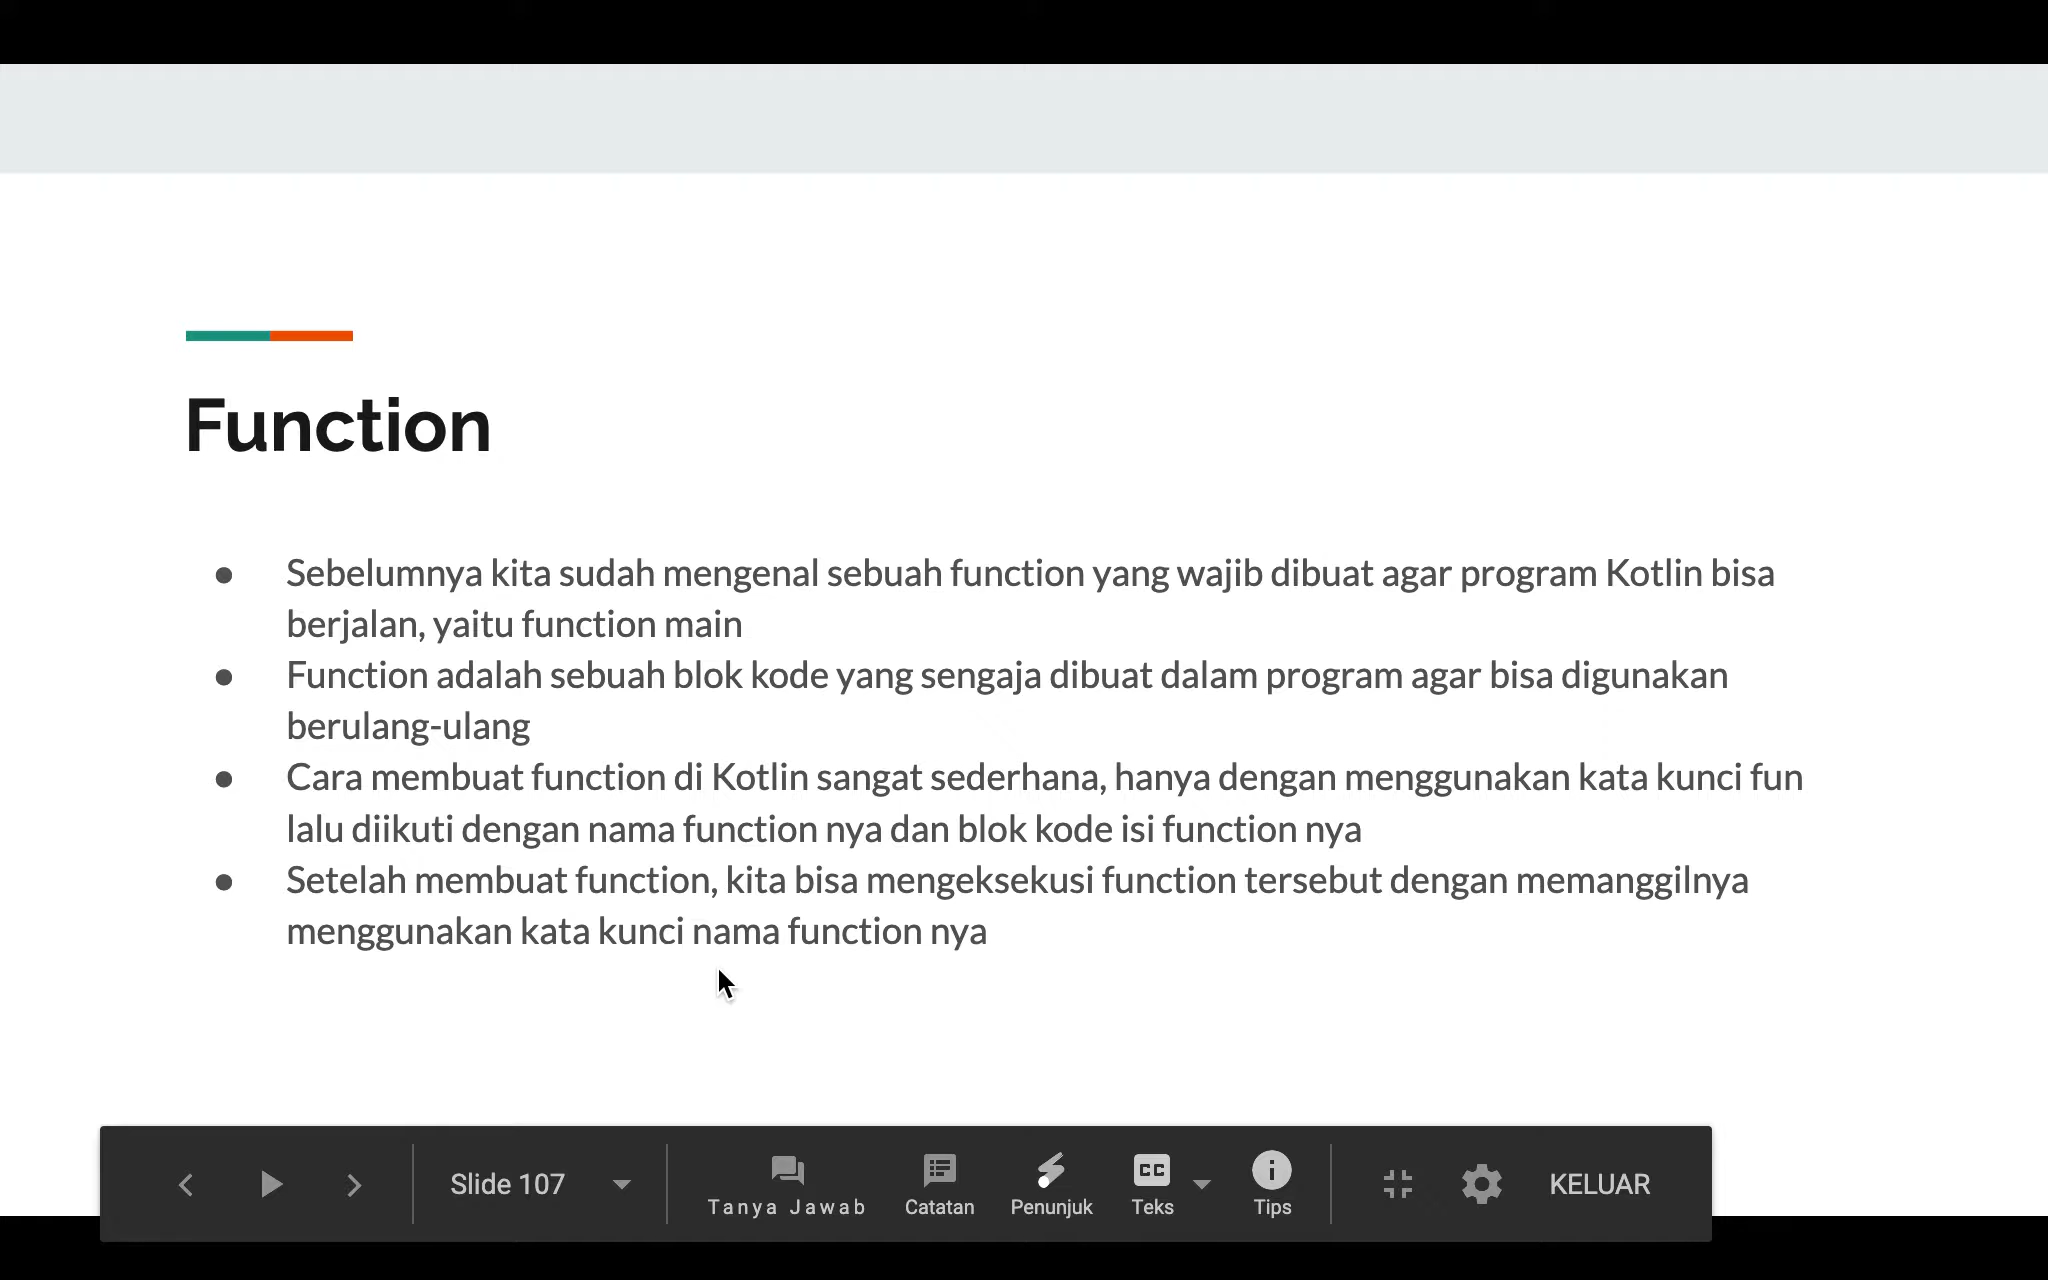 Function
● Sebelumnya kita sudah mengenal sebuah function yang wajib dibuat agar program Kotlin bisa
berjalan, yaitu function main
● Function adalah sebuah blok kode yang sengaja dibuat dalam program agar bisa digunakan
berulang-ulang
● Cara membuat function di Kotlin sangat sederhana, hanya dengan menggunakan kata kunci fun
lalu diikuti dengan nama function nya dan blok kode isi function nya
● Setelah membuat function, kita bisa mengeksekusi function tersebut dengan memanggilnya
menggunakan kata kunci nama function nya
Slide 107
Tanya Jawab
Catatan
Penunjuk
CC
Teks
Tips
KELUAR